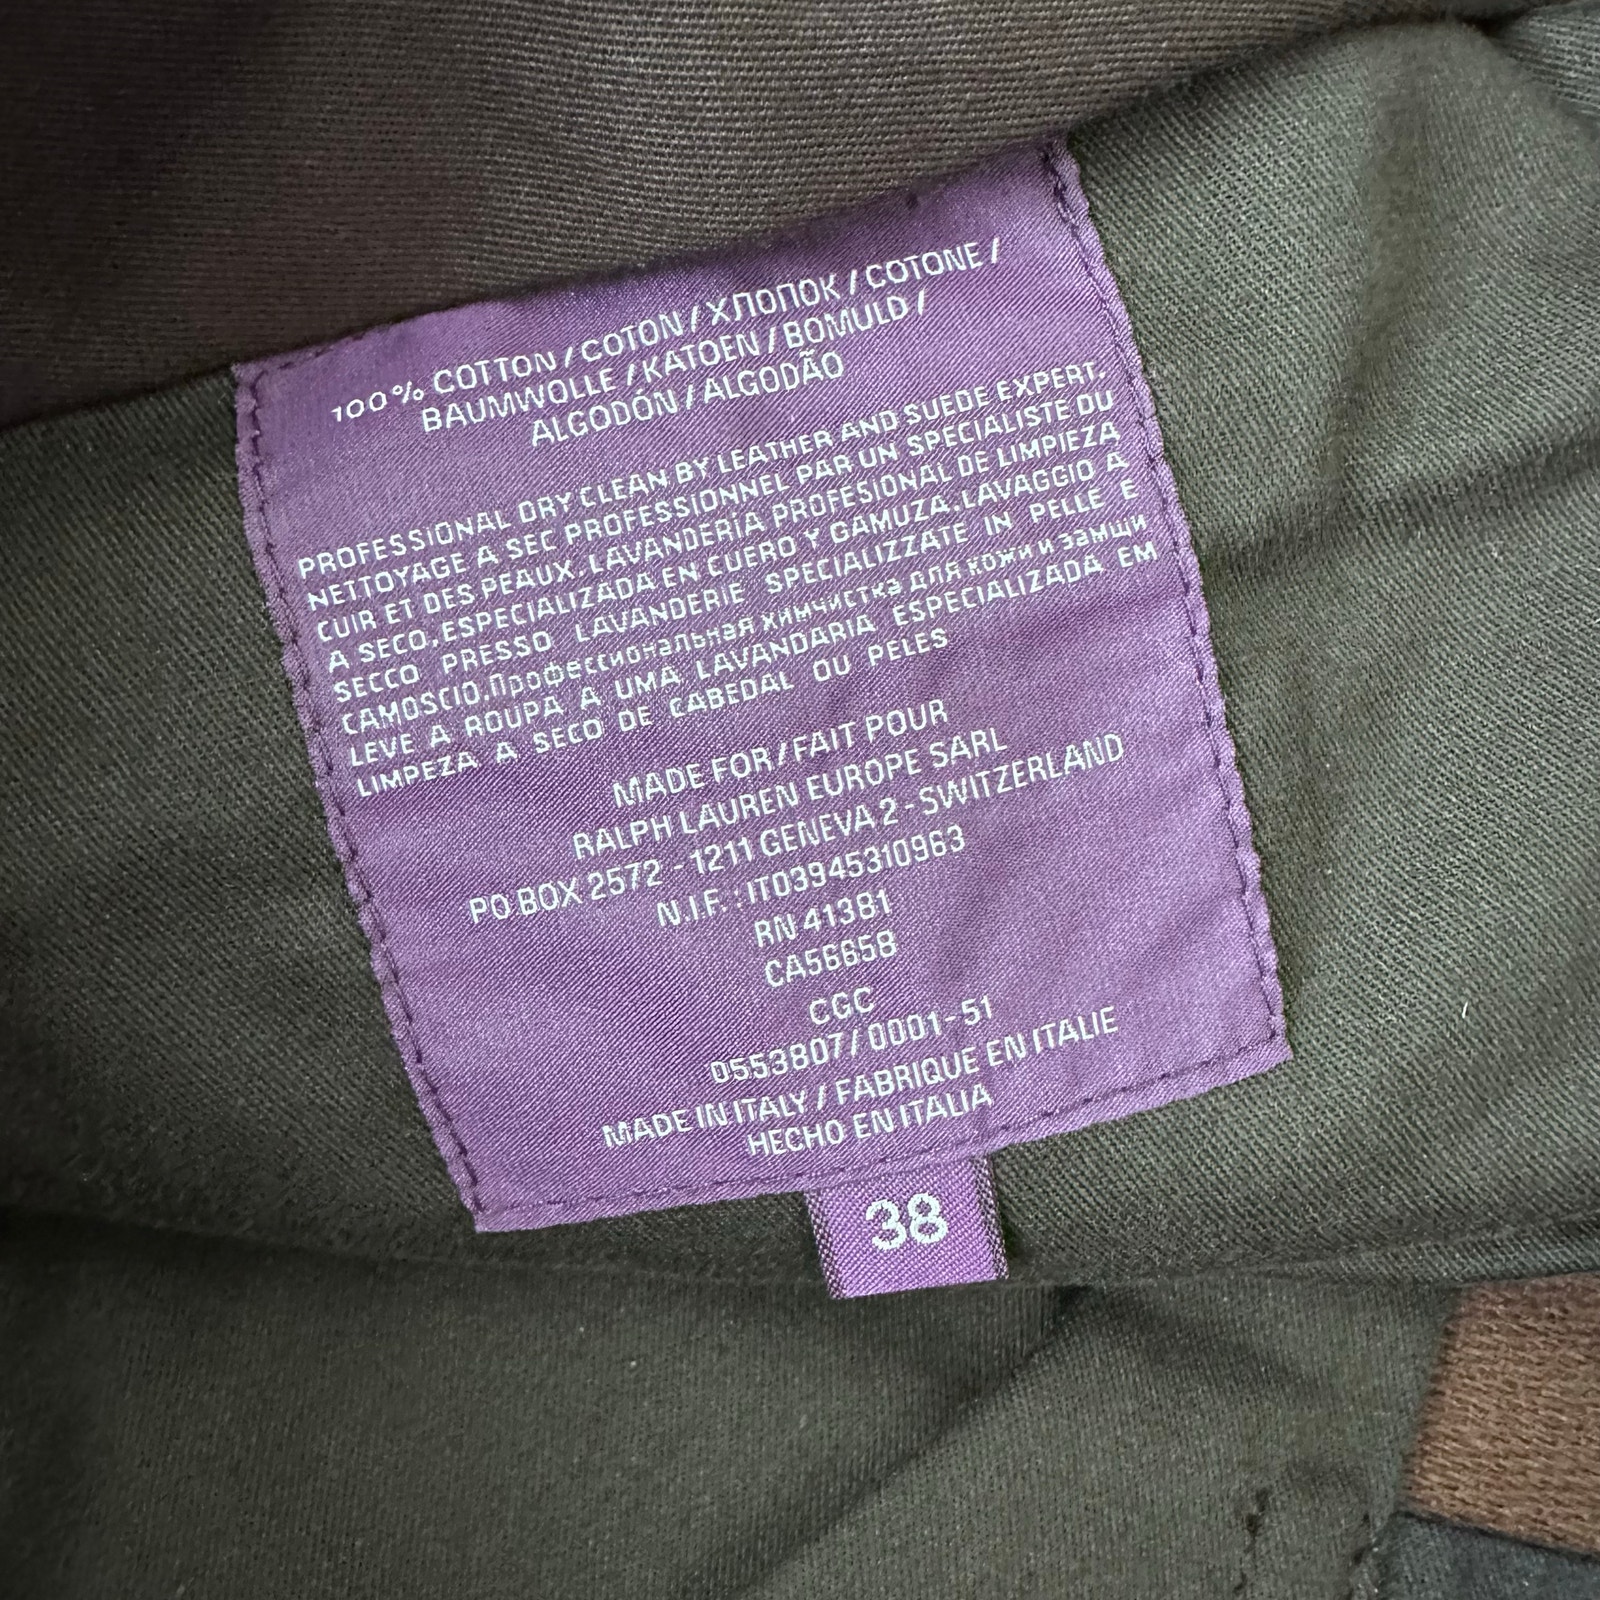 100% COTTON / COTON / ХЛОПОК / COTONE /
BAUMWOLLE / KATOEN / BOMULD /
ALGODÓN / ALGODÃO
PROFESSIONAL DRY CLEAN BY LEATHER AND SUEDE EXPERT.
NETTOYAGE A SEC PROFESSIONNEL PAR UN SPECIALISTE DU
CUIR ET DES PEAUX. LAVANDERÍA PROFESIONAL DE LIMPIEZA
A SECO, ESPECIALIZADA EN CUERO Y GAMUZA. LAVAGGIO A
SECCO PRESSO LAVANDERIE SPECIALIZZATE IN PELLE E
CAMOSCIO. Профессиональная химчистка для кожи и замши
LEVE A ROUPA A UMA LAVANDARIA ESPECIALIZADA EM
LIMPEZA A SECO DE CABEDAL OU PELES
MADE FOR / FAIT POUR
RALPH LAUREN EUROPE SARL
PO BOX 2572 - 1211 GENEVA 2 - SWITZERLAND
N.I.F. : IT03945310963
RN 41381
CA56658
CGC
0553807/0001-51
MADE IN ITALY / FABRIQUE EN ITALIE
HECHO EN ITALIA
38